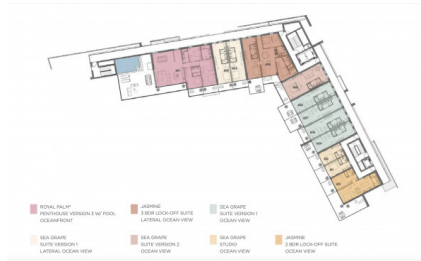 ROYAL PALM*
PENTHOUSE VERSION 3 W/ POOL
OCEANFRONT
JASMINE
3 BDR LOCK-OFF SUITE
LATERAL OCEAN VIEW
SEA GRAPE
SUITE VERSION 1
OCEAN VIEW
SEA GRAPE
SUITE VERSION 1
LATERAL OCEAN VIEW
SEA GRAPE
SUITE VERSION 2
OCEAN VIEW
SEA GRAPE
STUDIO
OCEAN VIEW
JASMINE
2 BDR LOCK-OFF SUITE
OCEAN VIEW